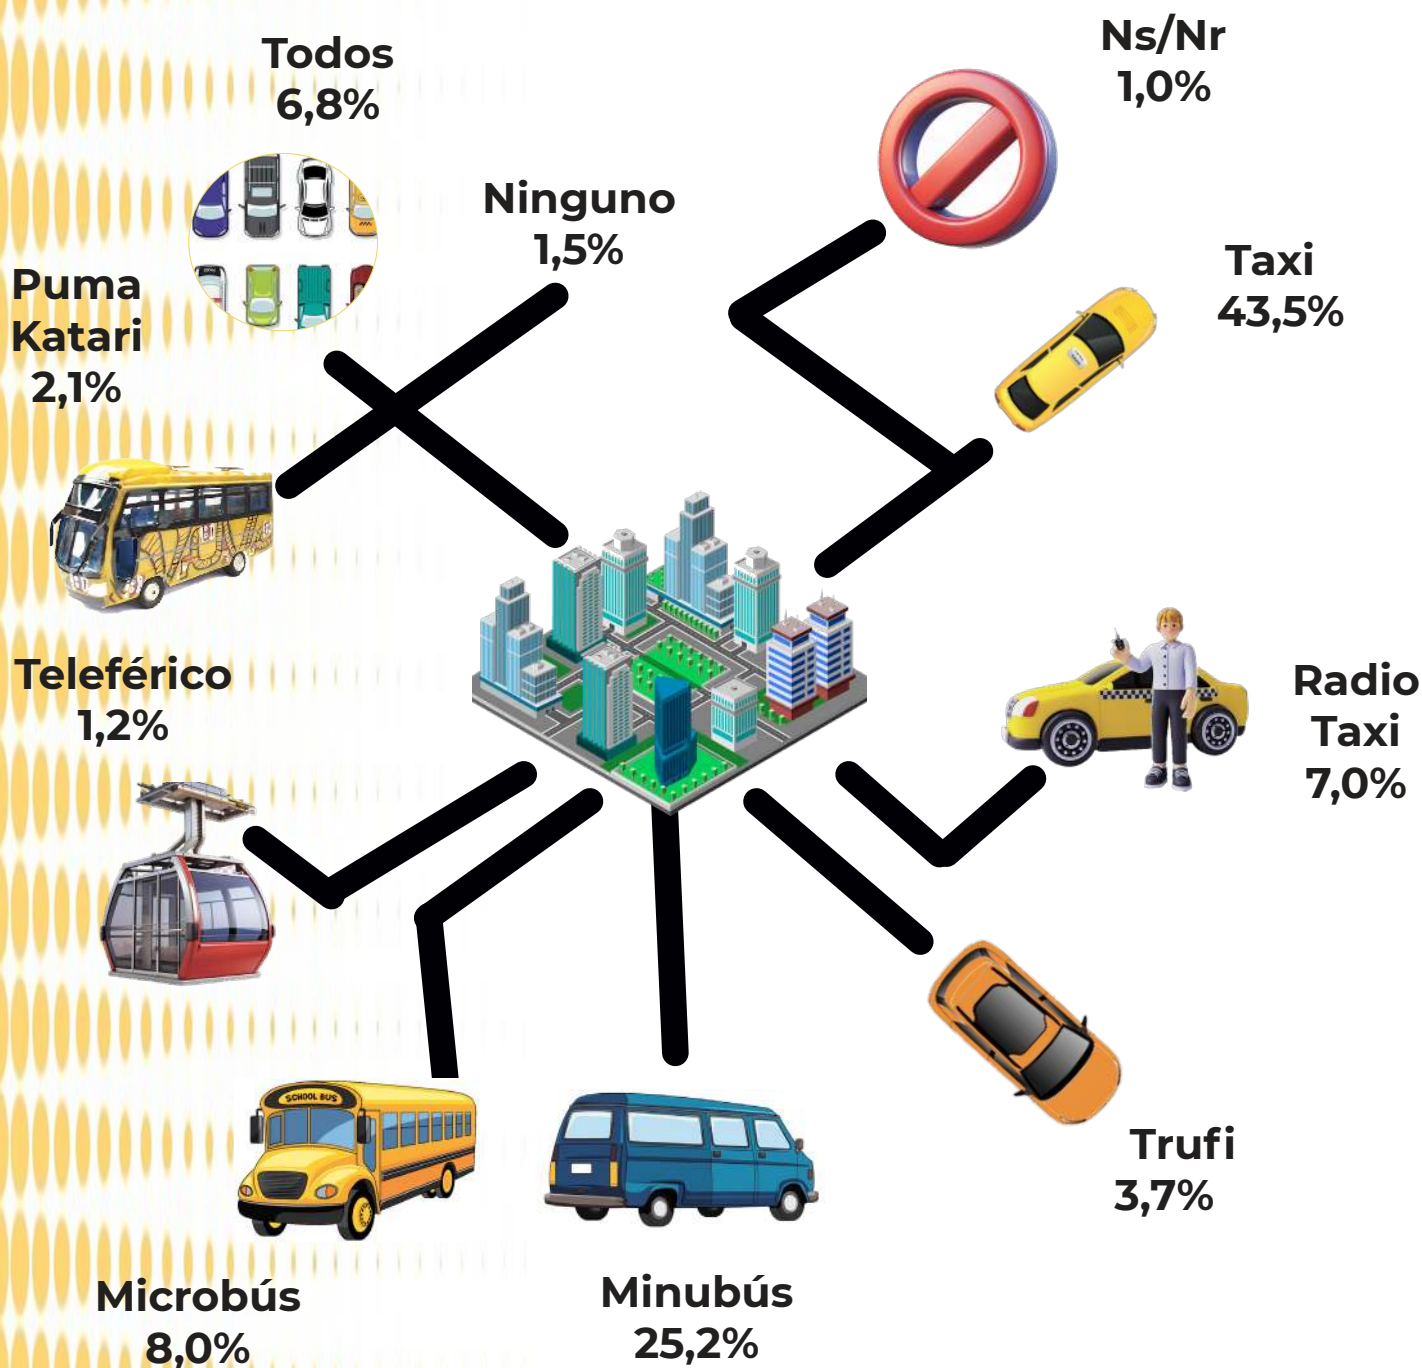 Todos
6,8%
Ns/Nr
1,0%
Ninguno
1,5%
Taxi
43,5%
Puma
Katari
2,1%
Teleférico
1,2%
Radio
Taxi
7,0%
SCHOOL BUS
Trufi
3,7%
Microbús
8,0%
Minubús
25,2%